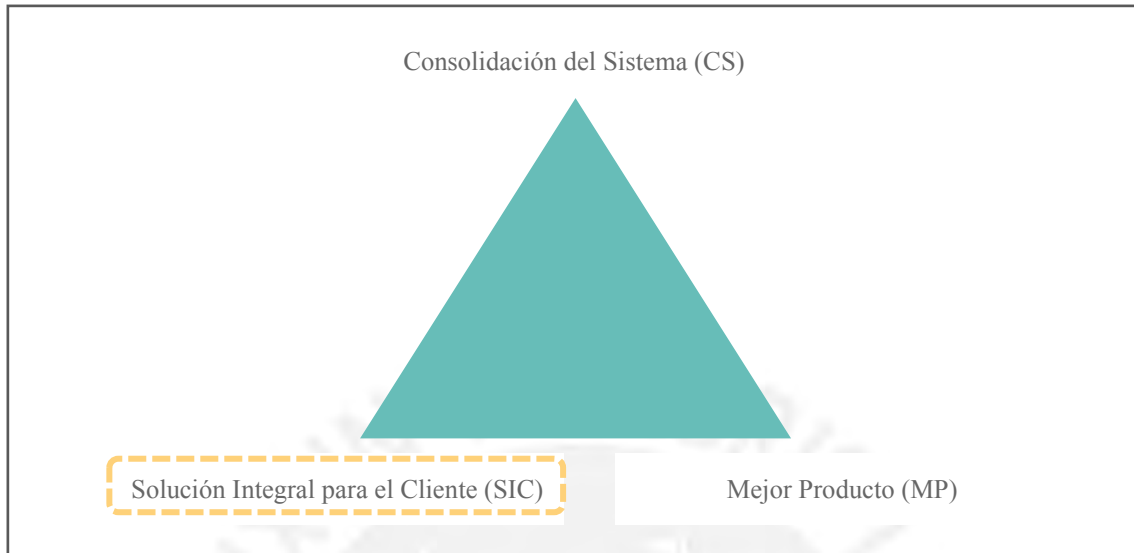 Consolidación del Sistema (CS)
Solución Integral para el Cliente (SIC)
Mejor Producto (MP)